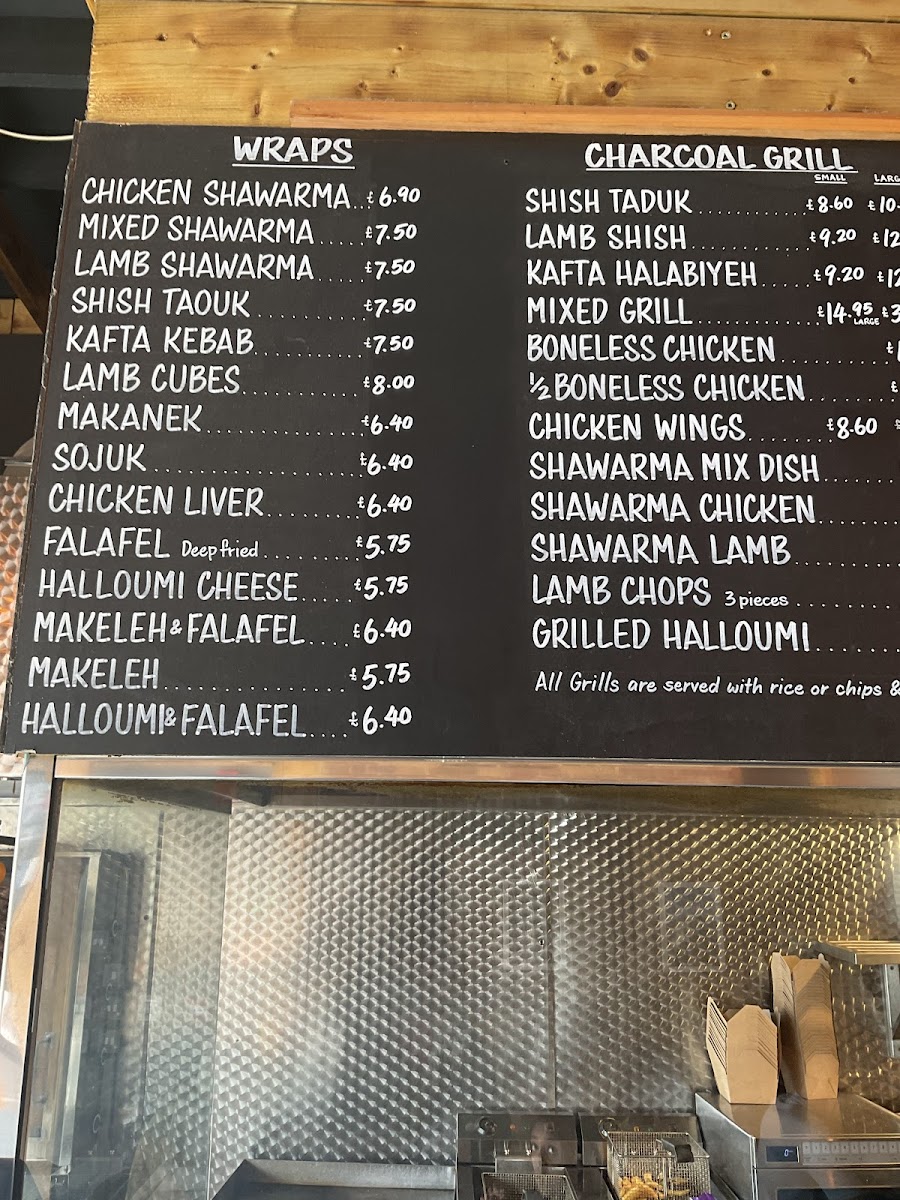 WRAPS
CHICKEN SHAWARMA...£6.90
MIXED SHAWARMA.....£7.50
LAMB SHAWARMA.....£7.50
SHISH TAOUK..........£7.50
KAFTA KEBAB..........£7.50
LAMB CUBES..........£8.00
MAKANEK..........£6.40
SOJUK..........£6.40
CHICKEN LIVER........£6.40
FALAFEL Deep fried........£5.75
HALLOUMI CHEESE.....£5.75
MAKELEH & FALAFEL....£6.40
MAKELEH..........£5.75
HALLOUMI & FALAFEL....£6.40
CHARCOAL GRILL
SMALL
SHISH TADUK..........£8.60 £10
LAMB SHISH..........£9.20 £12
KAFTA HALABIYEH.....£9.20
MIXED GRILL..........£14.95 LARGE
BONELESS CHICKEN..........
½ BONELESS CHICKEN........
CHICKEN WINGS.......£8.60
SHAWARMA MIX DISH.....
SHAWARMA CHICKEN.....
SHAWARMA LAMB.......
LAMB CHOPS 3 pieces.......
GRILLED HALLOUMI.....
All Grills are served with rice or chips &